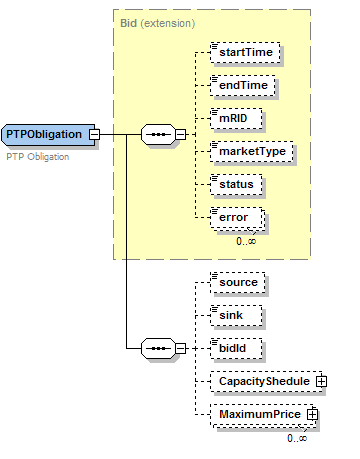 Bid (extension)
startTime
endTime
mRID
marketType
status
error
0..∞
PTPObligation
PTP Obligation
source
sink
bidId
CapacityShedule
MaximumPrice
0..∞